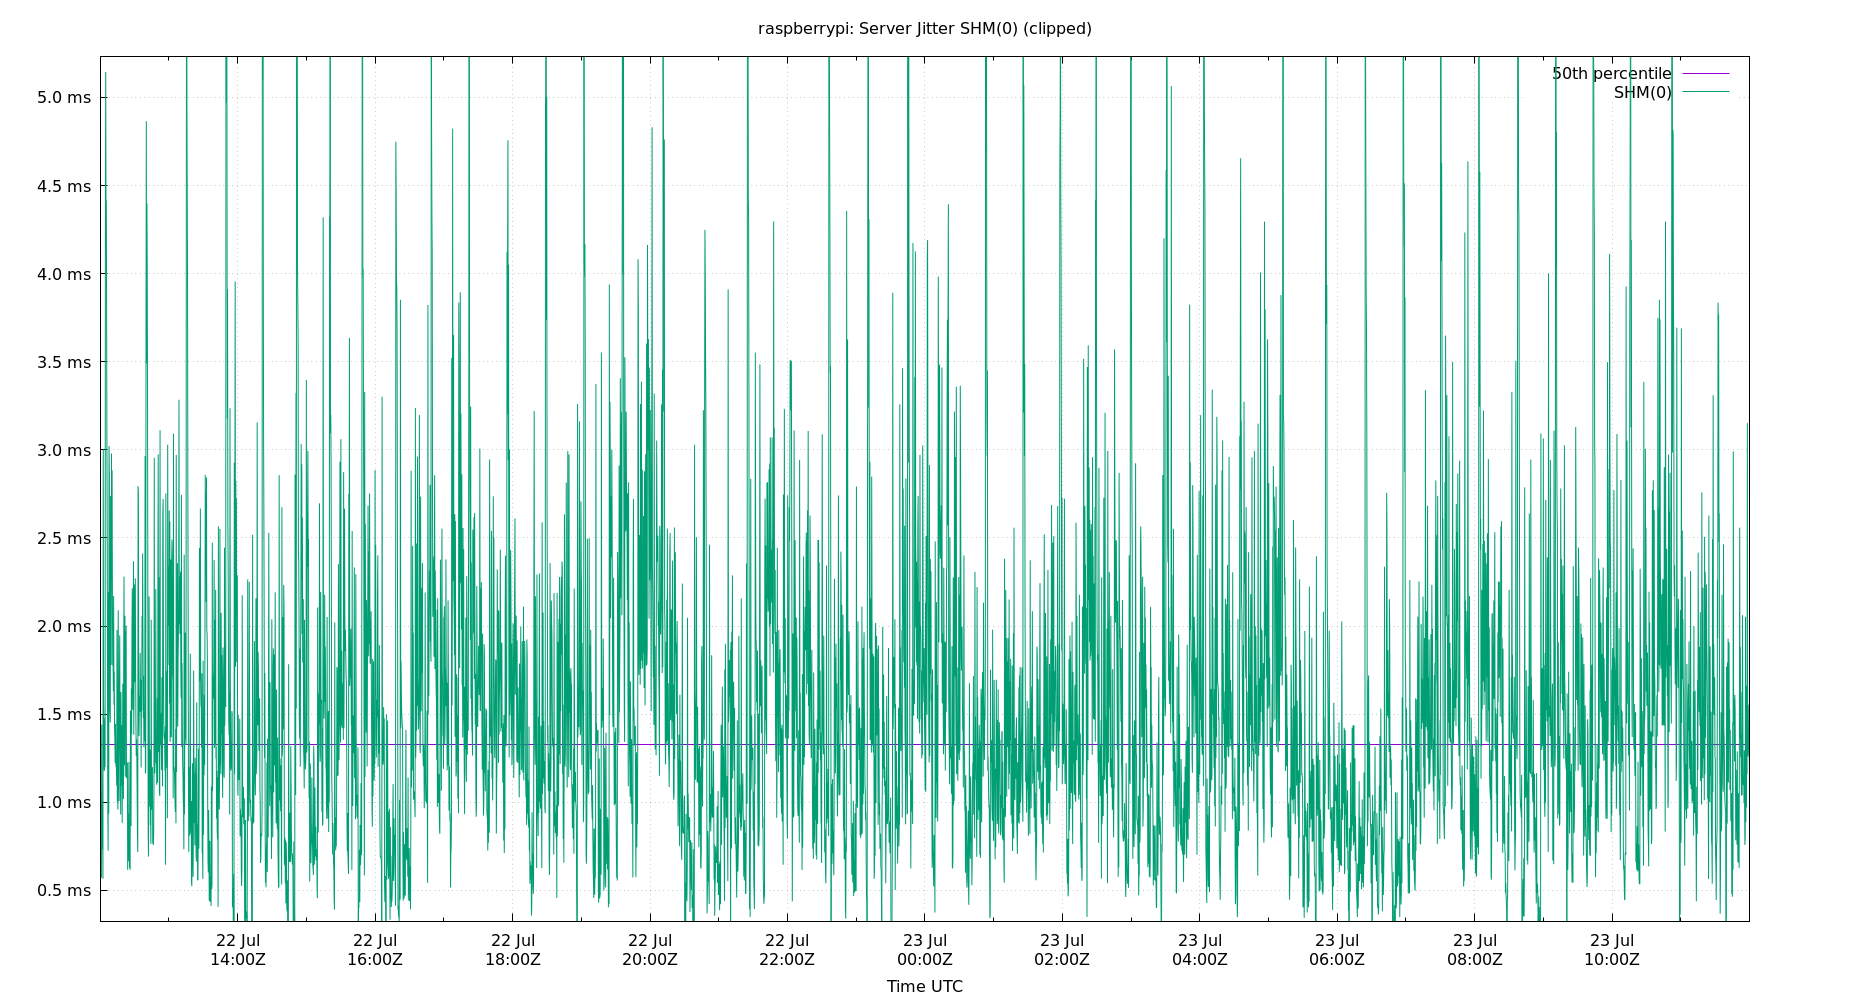 raspberrypi: Server Jitter SHM(0) (clipped)
50th percentile
SHM(0)
5.0 ms
4.5 ms
4.0 ms
3.5 ms
3.0 ms
2.5 ms
2.0 ms
1.5 ms
1.0 ms
0.5 ms
22 Jul 22 Jul 22 Jul 22 Jul 22 Jul 23 Jul 23 Jul 23 Jul 23 Jul 23 Jul 23 Jul
14:00Z 16:00Z 18:00Z 20:00Z 22:00Z 00:00Z 02:00Z 04:00Z 06:00Z 08:00Z 10:00Z
Time UTC